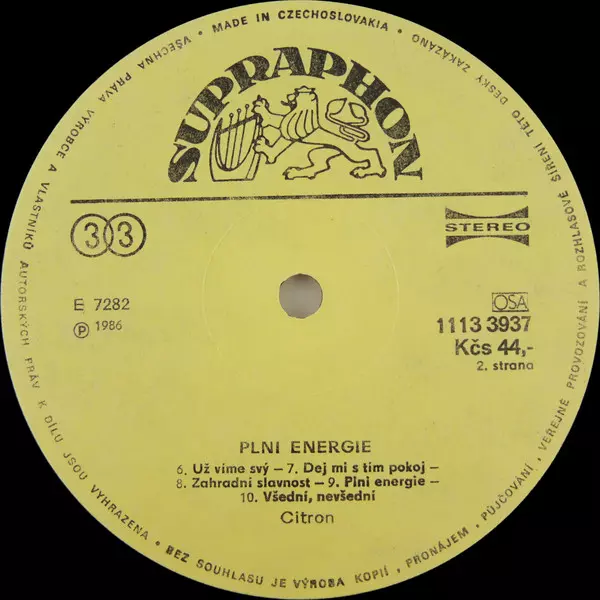 VŠECHNA PRÁVA VÝROBCE A VLASTNÍKŮ AUTORSKÝCH PRÁV K DÍLU JSOU VYHRAZENA • BEZ SOUHLASU JE VÝROBA KOPIÍ, PRONÁJEM, PŮJČOVÁNÍ, VEŘEJNÉ PROVOZOVÁNÍ A ROZHLASOVÉ ŠÍŘENÍ TÉTO DESKY ZAKÁZÁNO • MADE IN CZECHOSLOVAKIA •
SUPRAPHON
33
STEREO
E 7282
Ⓟ 1986
OSA
1113 3937
Kčs 44,-
2. strana
PLNI ENERGIE
6. Už víme svý – 7. Dej mi s tím pokoj –
8. Zahradní slavnost – 9. Plni energie –
10. Všední, nevšední
Citron